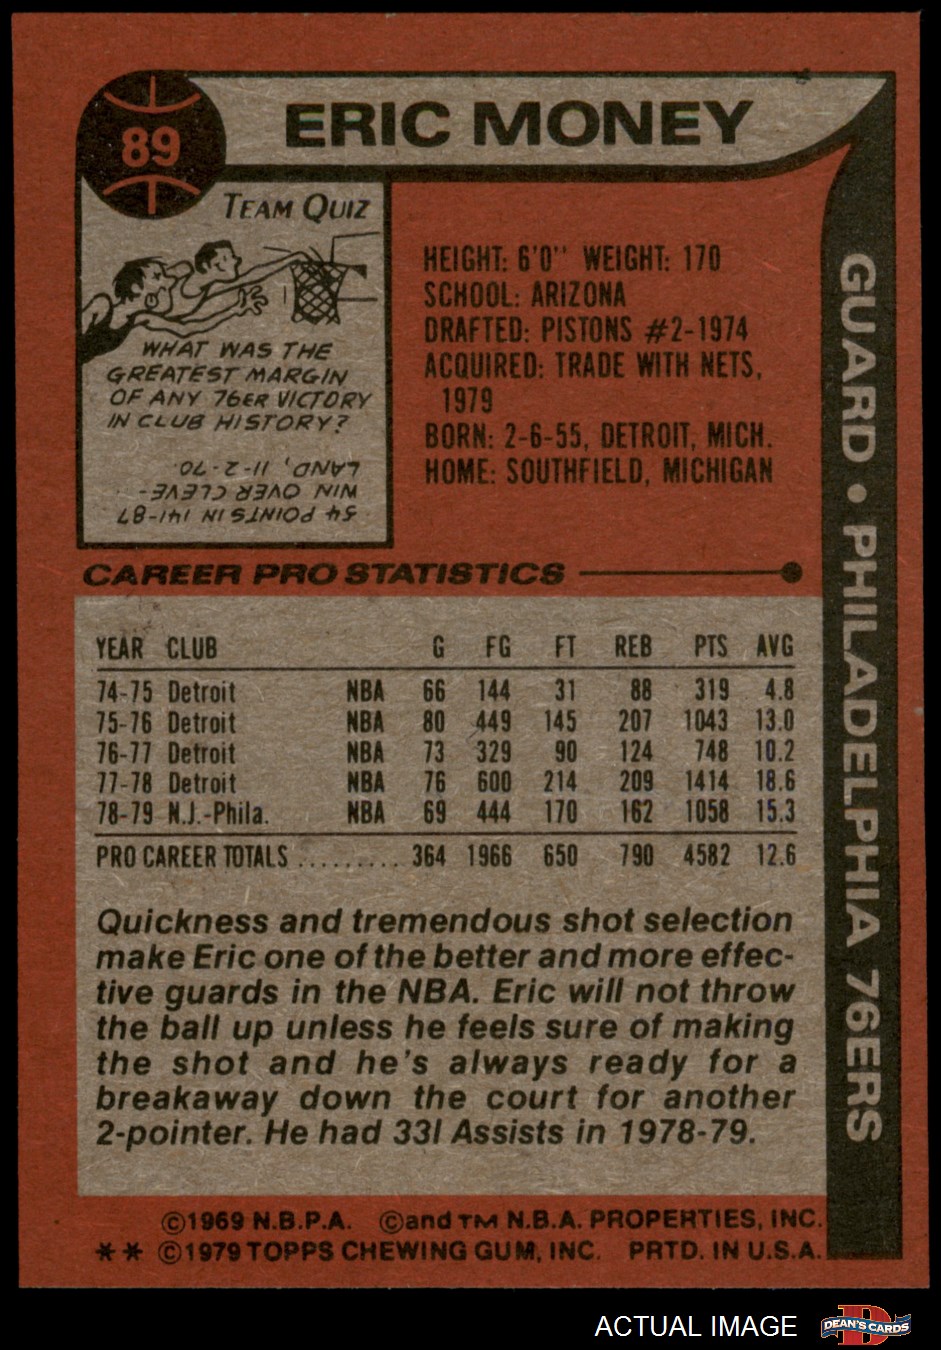 89
ERIC MONEY
TEAM QUIZ
WHAT WAS THE
GREATEST MARGIN
OF ANY 76ER VICTORY
IN CLUB HISTORY?
54 POINTS IN 141-87
WIN OVER CLEVE-
LAND, 11-2-70.
HEIGHT: 6'0" WEIGHT: 170
SCHOOL: ARIZONA
DRAFTED: PISTONS #2-1974
ACQUIRED: TRADE WITH NETS,
1979
BORN: 2-6-55, DETROIT, MICH.
HOME: SOUTHFIELD, MICHIGAN
GUARD • PHILADELPHIA 76ERS
CAREER PRO STATISTICS
YEAR CLUB G FG FT REB PTS AVG
74-75 Detroit NBA 66 144 31 88 319 4.8
75-76 Detroit NBA 80 449 145 207 1043 13.0
76-77 Detroit NBA 73 329 90 124 748 10.2
77-78 Detroit NBA 76 600 214 209 1414 18.6
78-79 N.J.-Phila. NBA 69 444 170 162 1058 15.3
PRO CAREER TOTALS ......... 364 1966 650 790 4582 12.6
Quickness and tremendous shot selection
make Eric one of the better and more effec-
tive guards in the NBA. Eric will not throw
the ball up unless he feels sure of making
the shot and he's always ready for a
breakaway down the court for another
2-pointer. He had 331 Assists in 1978-79.
©1969 N.B.P.A. ©and TM N.B.A. PROPERTIES, INC.
** ©1979 TOPPS CHEWING GUM, INC. PRTD. IN U.S.A.
ACTUAL IMAGE
DEAN'S CARDS